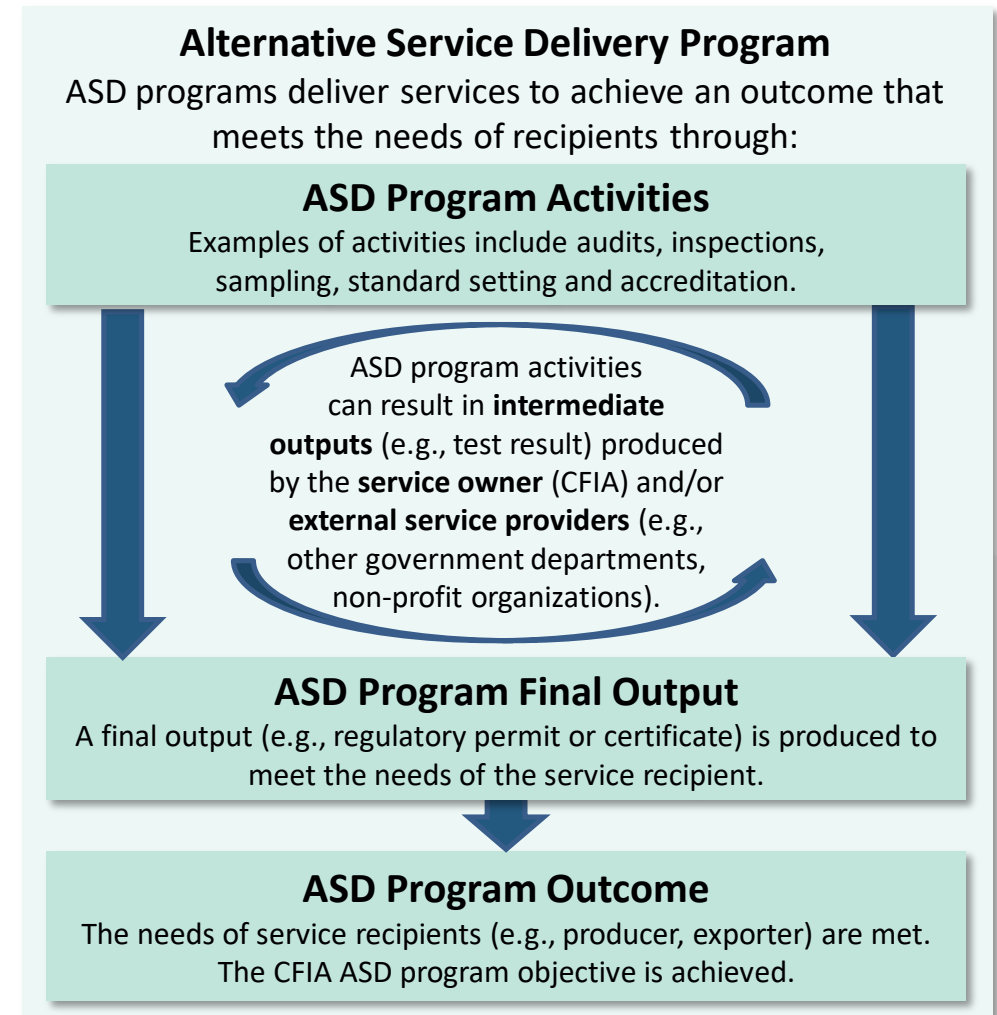 Alternative Service Delivery Program
ASD programs deliver services to achieve an outcome that
meets the needs of recipients through:
ASD Program Activities
Examples of activities include audits, inspections,
sampling, standard setting and accreditation.
ASD program activities
can result in intermediate
outputs (e.g., test result) produced
by the service owner (CFIA) and/or
external service providers (e.g.,
other government departments,
non-profit organizations).
ASD Program Final Output
A final output (e.g., regulatory permit or certificate) is produced to
meet the needs of the service recipient.
ASD Program Outcome
The needs of service recipients (e.g., producer, exporter) are met.
The CFIA ASD program objective is achieved.